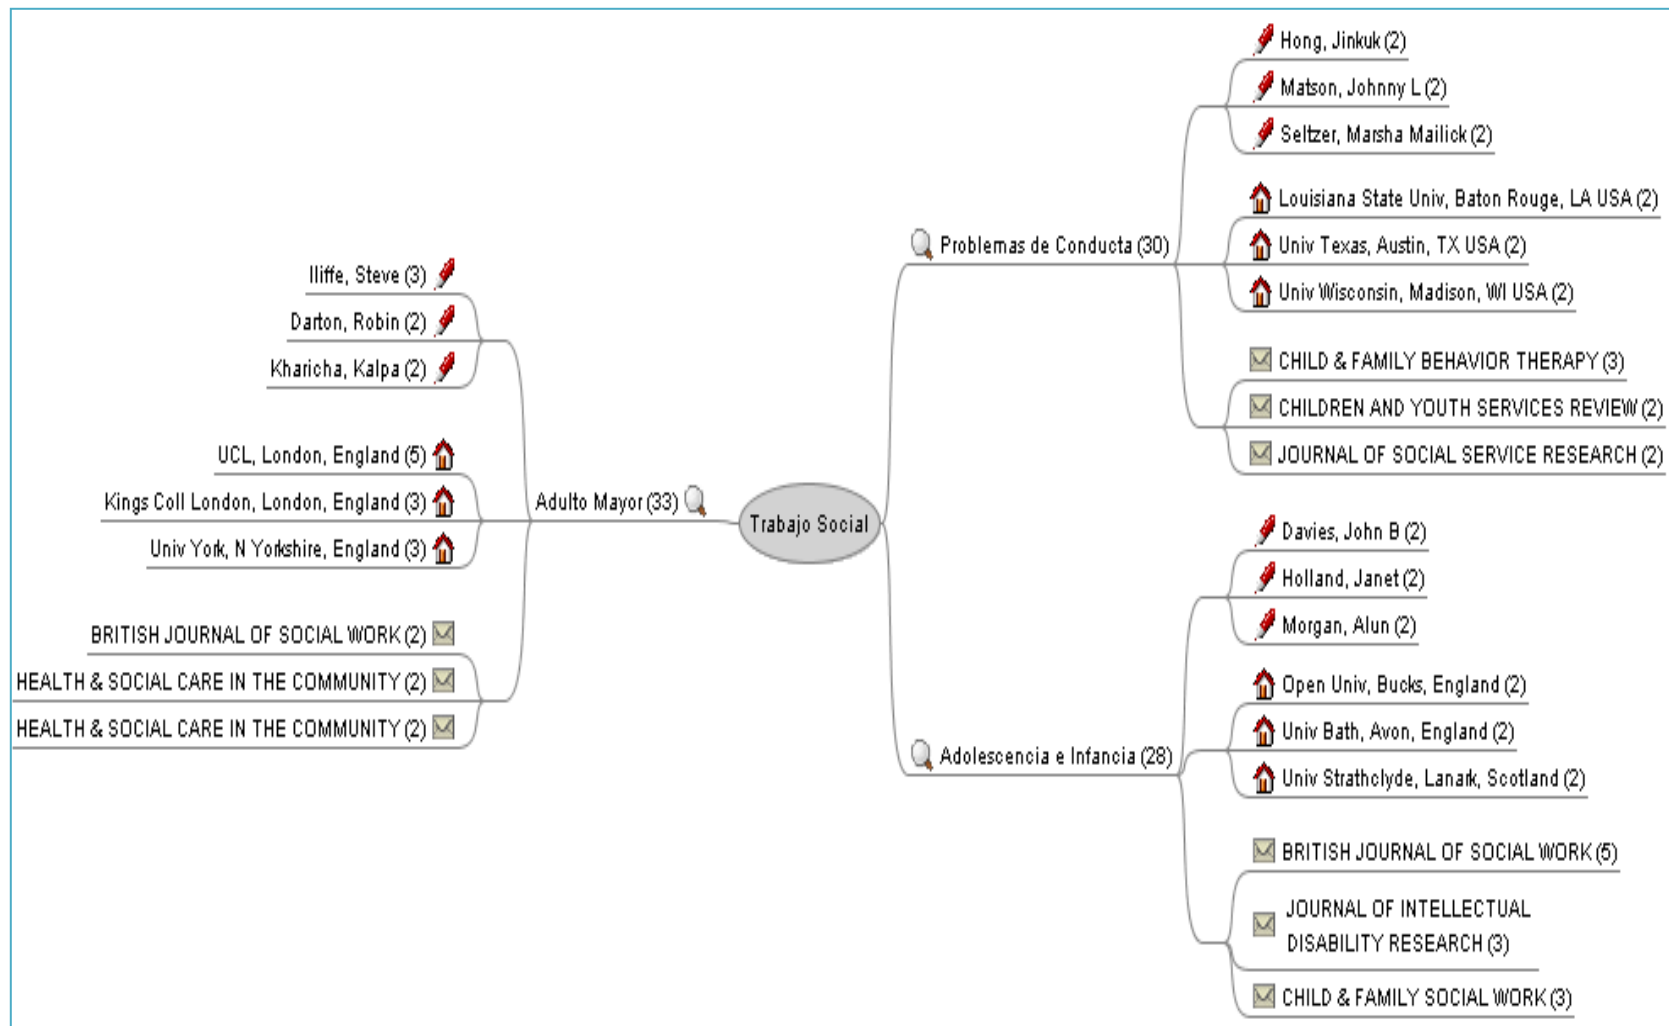 Trabajo Social
Adulto Mayor (33)
Iliffe, Steve (3)
Darton, Robin (2)
Kharicha, Kalpa (2)
UCL, London, England (5)
Kings Coll London, London, England (3)
Univ York, N Yorkshire, England (3)
BRITISH JOURNAL OF SOCIAL WORK (2)
HEALTH & SOCIAL CARE IN THE COMMUNITY (2)
HEALTH & SOCIAL CARE IN THE COMMUNITY (2)
Problemas de Conducta (30)
Hong, Jinkuk (2)
Matson, Johnny L (2)
Seltzer, Marsha Mailick (2)
Louisiana State Univ, Baton Rouge, LA USA (2)
Univ Texas, Austin, TX USA (2)
Univ Wisconsin, Madison, WI USA (2)
CHILD & FAMILY BEHAVIOR THERAPY (3)
CHILDREN AND YOUTH SERVICES REVIEW (2)
JOURNAL OF SOCIAL SERVICE RESEARCH (2)
Adolescencia e Infancia (28)
Davies, John B (2)
Holland, Janet (2)
Morgan, Alun (2)
Open Univ, Bucks, England (2)
Univ Bath, Avon, England (2)
Univ Strathclyde, Lanark, Scotland (2)
BRITISH JOURNAL OF SOCIAL WORK (5)
JOURNAL OF INTELLECTUAL
DISABILITY RESEARCH (3)
CHILD & FAMILY SOCIAL WORK (3)